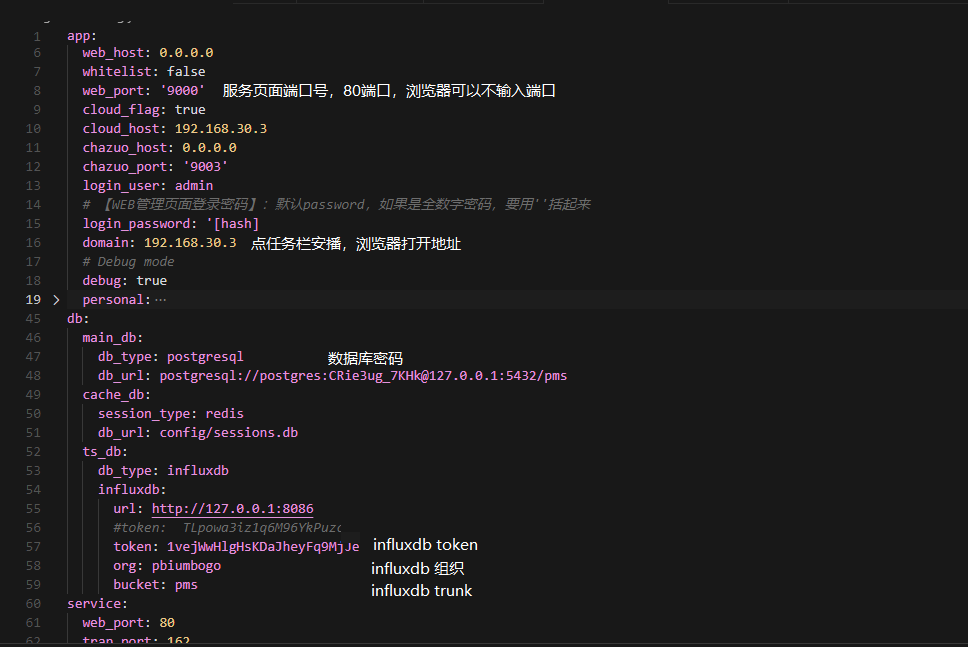 1 app:
6 web_host: 0.0.0.0
7 whitelist: false
8 web_port: '9000' 服务页面端口号，80端口，浏览器可以不输入端口
9 cloud_flag: true
10 cloud_host: 192.168.30.3
11 chazuo_host: 0.0.0.0
12 chazuo_port: '9003'
13 login_user: admin
14 # 【WEB管理页面登录密码】：默认password，如果是全数字密码，要用''括起来
15 login_password: '[hash]
16 domain: 192.168.30.3 点任务栏安播，浏览器打开地址
17 # Debug mode
18 debug: true
19 > personal: ···
45 db:
46 main_db:
47 db_type: postgresql 数据库密码
48 db_url: postgresql://postgres:CRie3ug_7KHk@127.0.0.1:5432/pms
49 cache_db:
50 session_type: redis
51 db_url: config/sessions.db
52 ts_db:
53 db_type: influxdb
54 influxdb:
55 url: http://127.0.0.1:8086
56 #token: TLpowa3iz1q6M96YkPuzc
57 token: 1vejWwHlgHsKDaJheyFq9MjJe influxdb token
58 org: pbiumbogo influxdb 组织
59 bucket: pms influxdb trunk
60 service:
61 web_port: 80
62 trap_port: 162